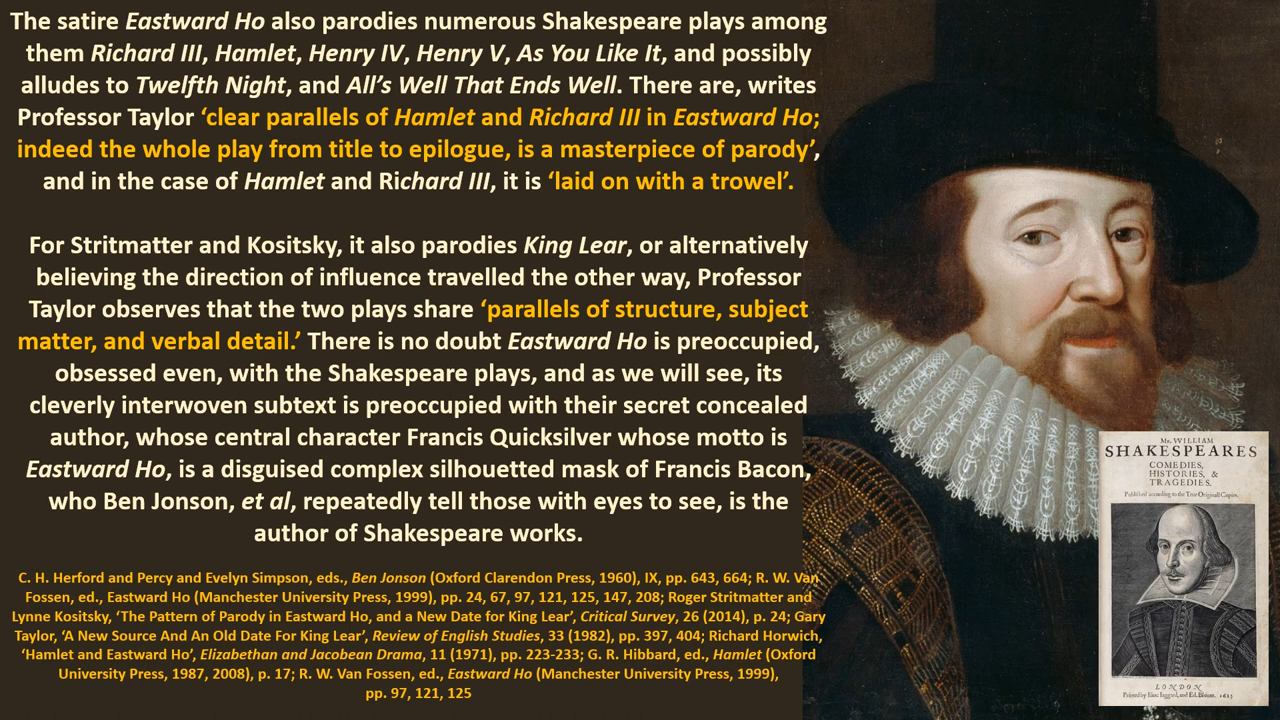 The satire Eastward Ho also parodies numerous Shakespeare plays among
them Richard III, Hamlet, Henry IV, Henry V, As You Like It, and possibly
alludes to Twelfth Night, and All's Well That Ends Well. There are, writes
Professor Taylor ‘clear parallels of Hamlet and Richard III in Eastward Ho;
indeed the whole play from title to epilogue, is a masterpiece of parody’,
and in the case of Hamlet and Richard III, it is ‘laid on with a trowel’.
For Stritmatter and Kositsky, it also parodies King Lear, or alternatively
believing the direction of influence travelled the other way, Professor
Taylor observes that the two plays share ‘parallels of structure, subject
matter, and verbal detail.’ There is no doubt Eastward Ho is preoccupied,
obsessed even, with the Shakespeare plays, and as we will see, its
cleverly interwoven subtext is preoccupied with their secret concealed
author, whose central character Francis Quicksilver whose motto is
Eastward Ho, is a disguised complex silhouetted mask of Francis Bacon,
who Ben Jonson, et al, repeatedly tell those with eyes to see, is the
author of Shakespeare works.
C. H. Herford and Percy and Evelyn Simpson, eds., Ben Jonson (Oxford Clarendon Press, 1960), IX, pp. 643, 664; R. W. Van
Fossen, ed., Eastward Ho (Manchester University Press, 1999), pp. 24, 67, 97, 121, 125, 147, 208; Roger Stritmatter and
Lynne Kositsky, ‘The Pattern of Parody in Eastward Ho, and a New Date for King Lear’, Critical Survey, 26 (2014), p. 24; Gary
Taylor, ‘A New Source And An Old Date For King Lear’, Review of English Studies, 33 (1982), pp. 397, 404; Richard Horwich,
‘Hamlet and Eastward Ho’, Elizabethan and Jacobean Drama, 11 (1971), pp. 223-233; G. R. Hibbard, ed., Hamlet (Oxford
University Press, 1987, 2008), p. 17; R. W. Van Fossen, ed., Eastward Ho (Manchester University Press, 1999),
pp. 97, 121, 125
Mr. WILLIAM
SHAKESPEARES
COMEDIES,
HISTORIES, &
TRAGEDIES.
Published according to the True Originall Copies.
LONDON
Printed by Isaac Iaggard, and Ed. Blount. 1623